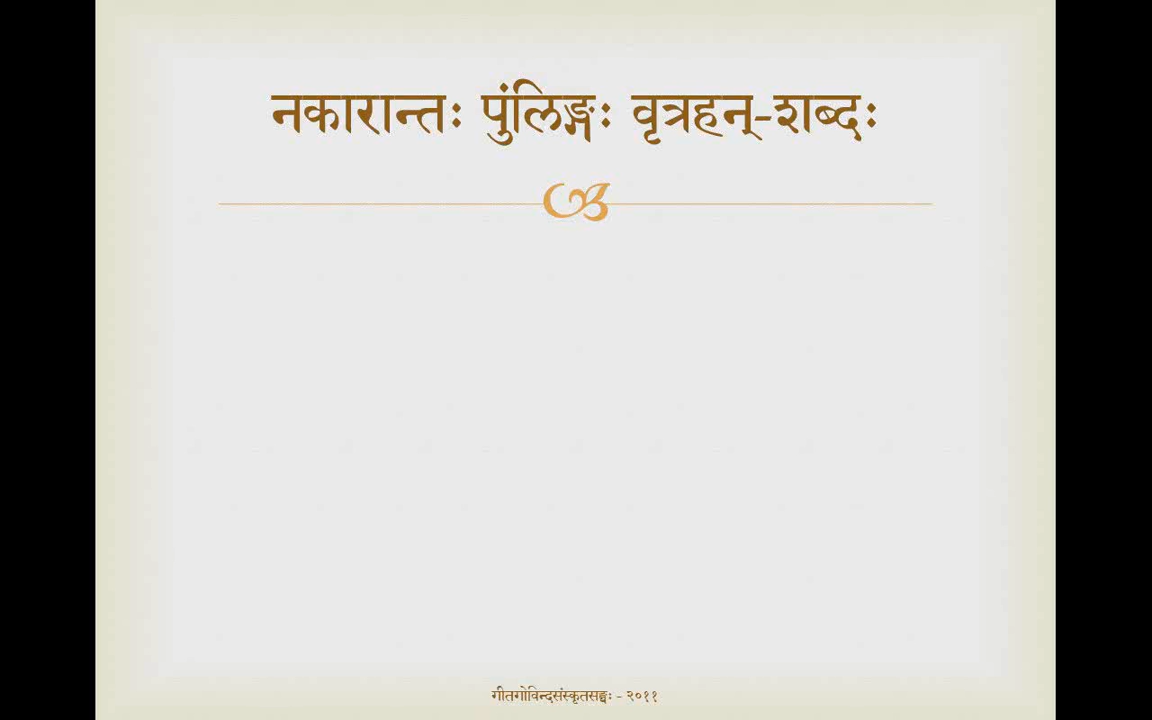 नकारान्तः पुंलिङ्गः वृत्रहन्-शब्दः
गीतगोविन्दसंस्कृतसङ्घः - २०११